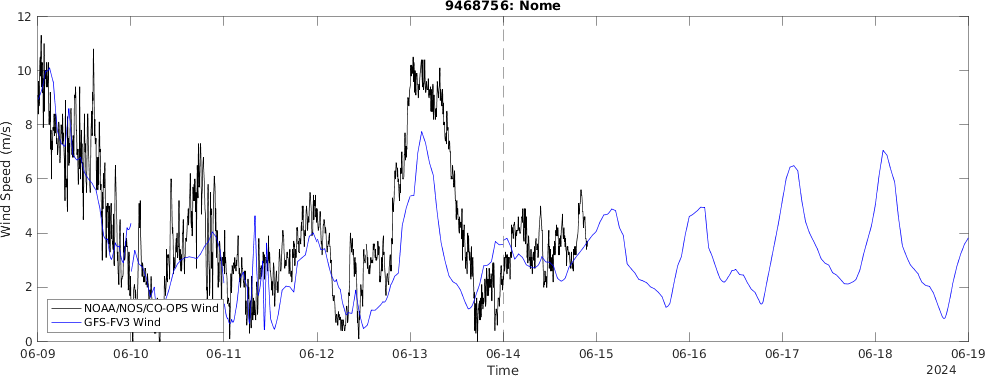 9468756: Nome
Wind Speed (m/s)
12
10
8
6
4
2
0
NOAA/NOS/CO-OPS Wind
GFS-FV3 Wind
06-09 06-10 06-11 06-12 06-13 06-14 06-15 06-16 06-17 06-18 06-19
Time
2024